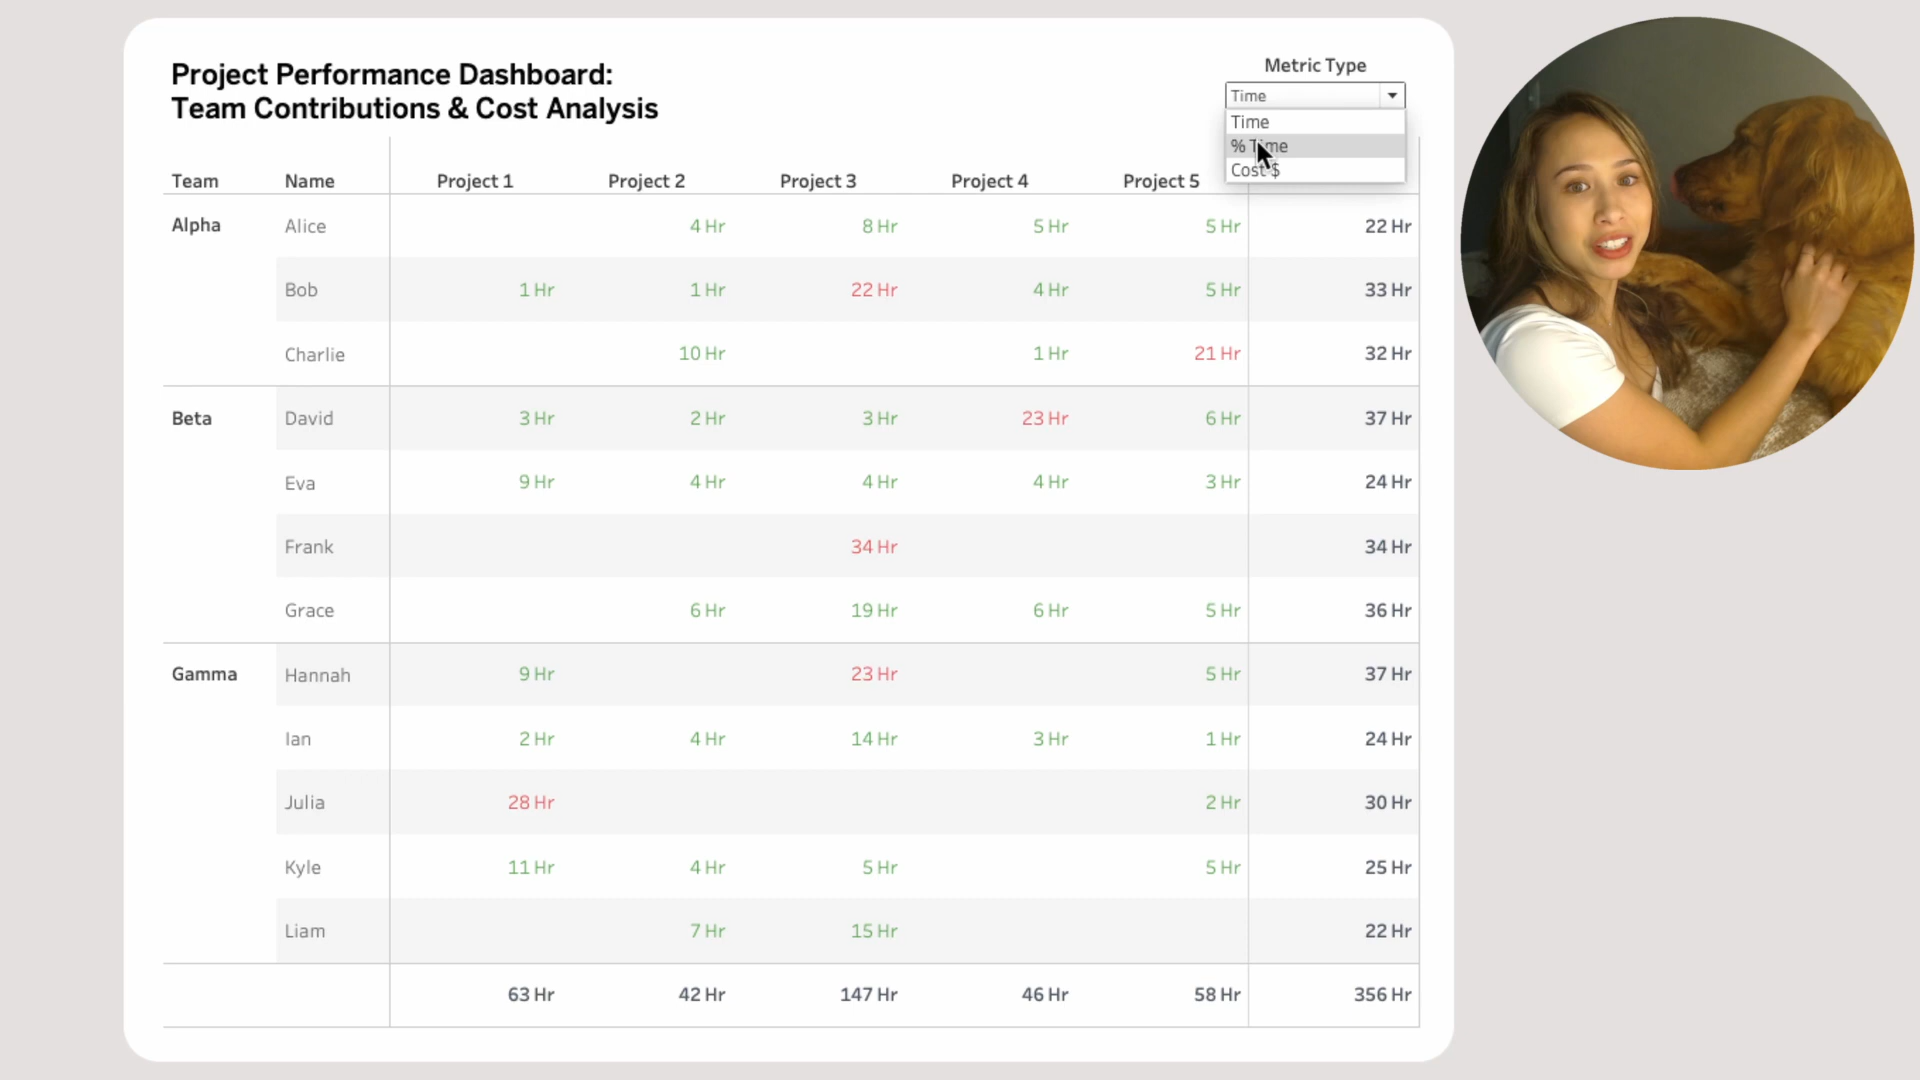 Project Performance Dashboard:
Team Contributions & Cost Analysis
Metric Type
Time
Time
% Time
Cost $
Team Name Project 1 Project 2 Project 3 Project 4 Project 5
Alpha Alice 4 Hr 8 Hr 5 Hr 5 Hr 22 Hr
Bob 1 Hr 1 Hr 22 Hr 4 Hr 5 Hr 33 Hr
Charlie 10 Hr 1 Hr 21 Hr 32 Hr
Beta David 3 Hr 2 Hr 3 Hr 23 Hr 6 Hr 37 Hr
Eva 9 Hr 4 Hr 4 Hr 4 Hr 3 Hr 24 Hr
Frank 34 Hr 34 Hr
Grace 6 Hr 19 Hr 6 Hr 5 Hr 36 Hr
Gamma Hannah 9 Hr 23 Hr 5 Hr 37 Hr
Ian 2 Hr 4 Hr 14 Hr 3 Hr 1 Hr 24 Hr
Julia 28 Hr 2 Hr 30 Hr
Kyle 11 Hr 4 Hr 5 Hr 5 Hr 25 Hr
Liam 7 Hr 15 Hr 22 Hr
63 Hr 42 Hr 147 Hr 46 Hr 58 Hr 356 Hr